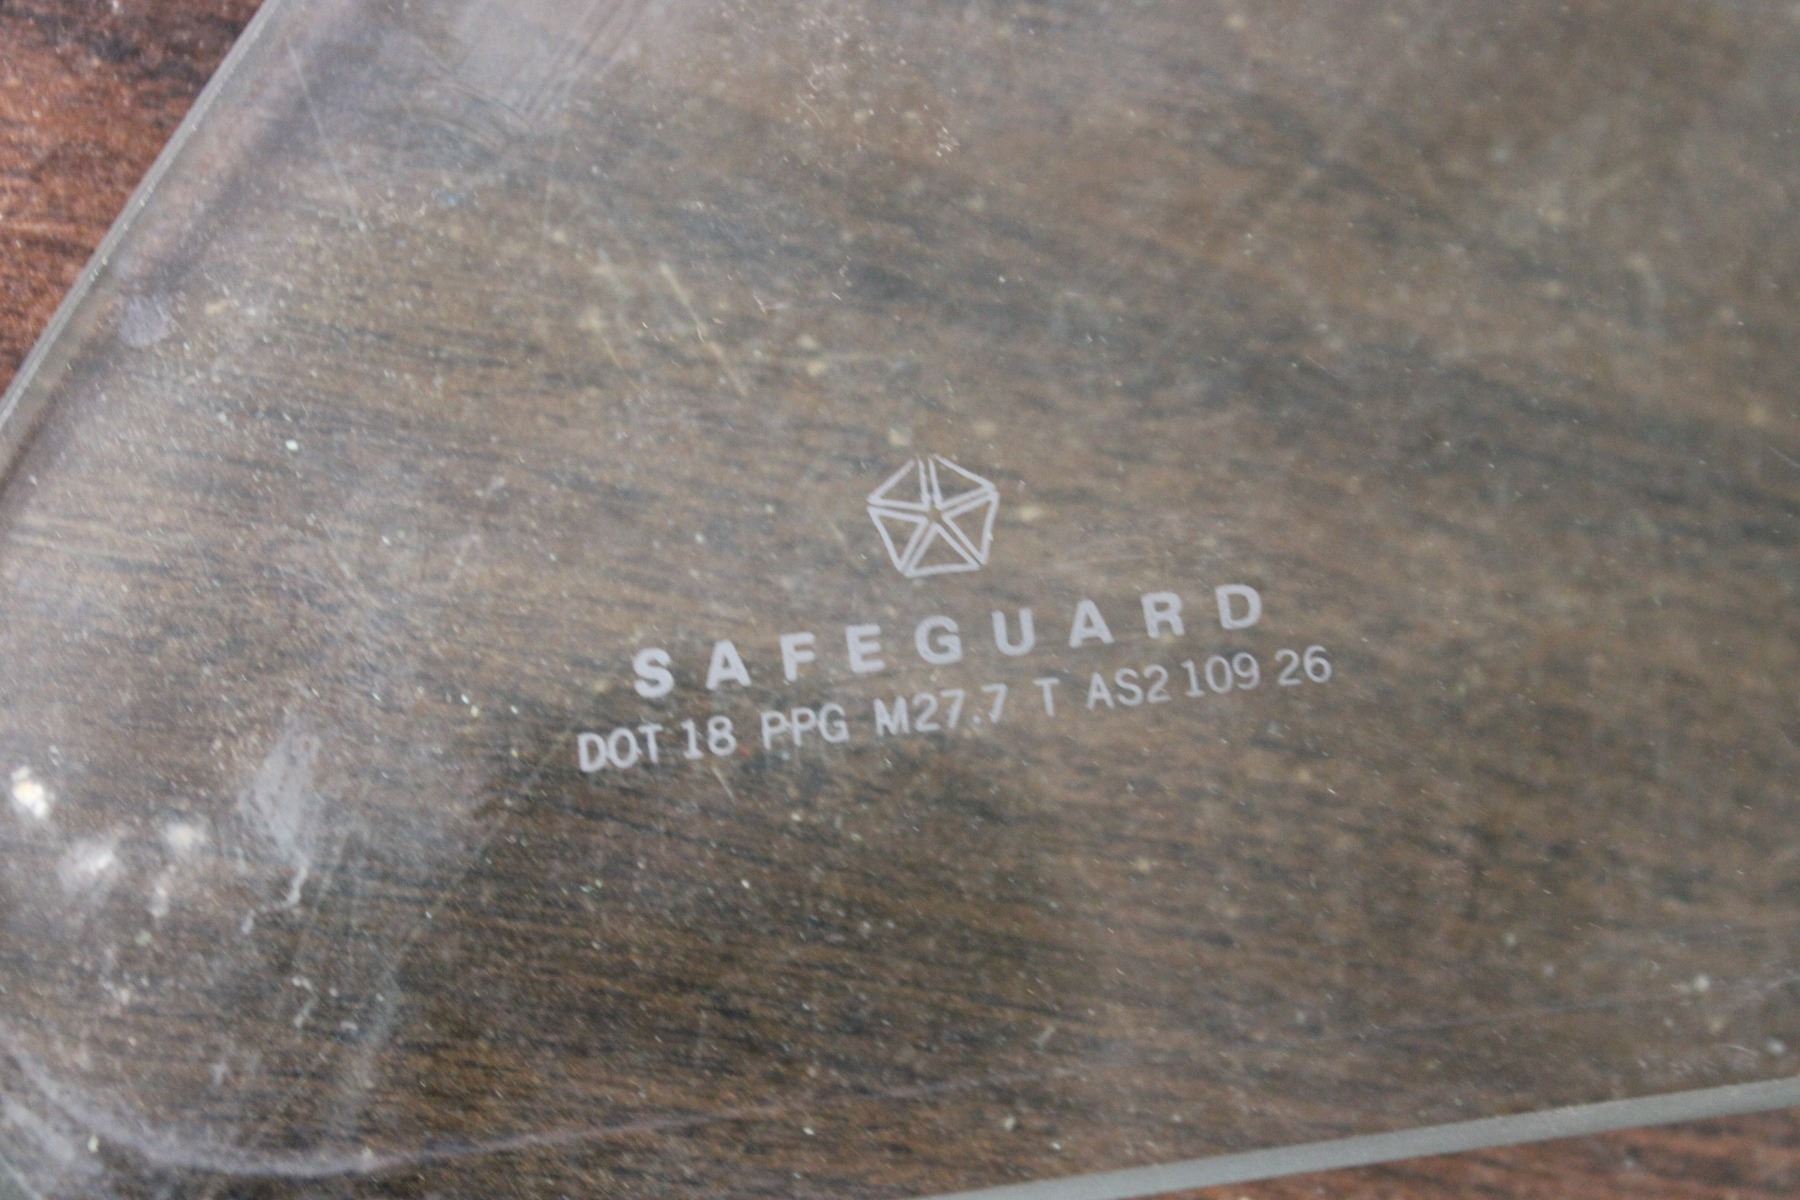 SAFEGUARD
DOT 18 PPG M27.7 T AS2 109 26